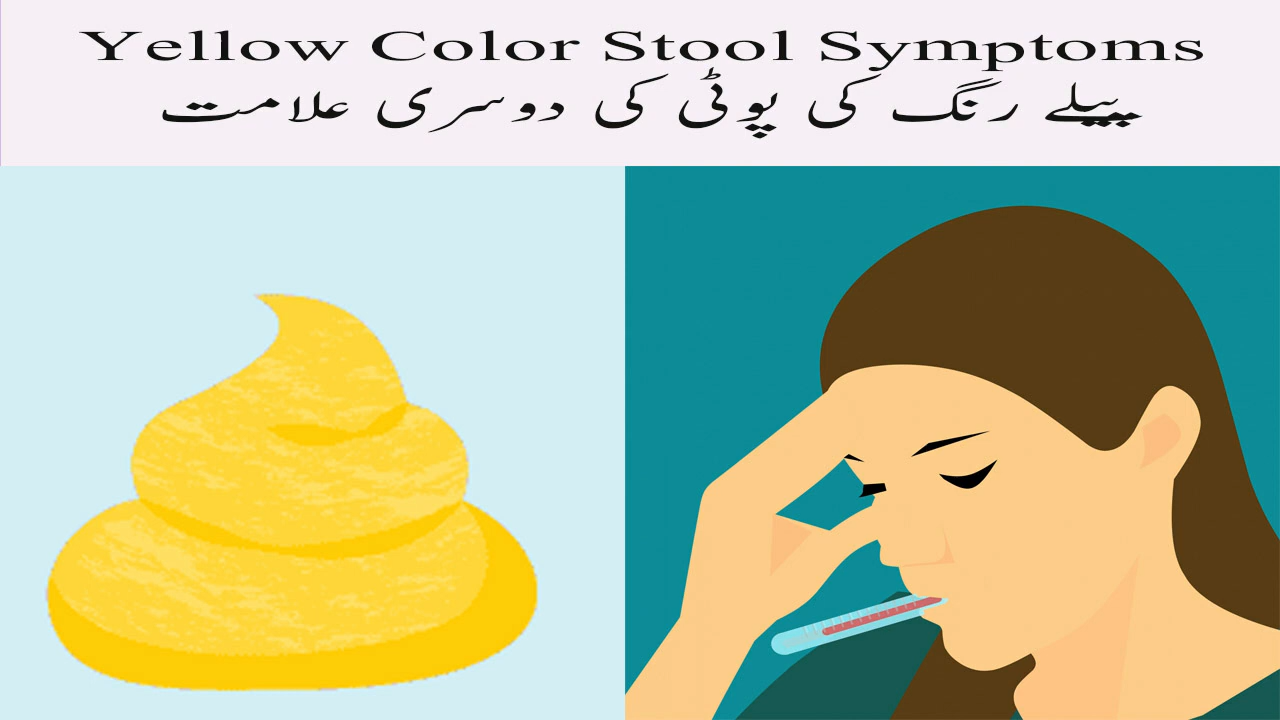 Yellow Color Stool Symptoms
پیلے رنگ کی پوٹی کی دوسری علامت